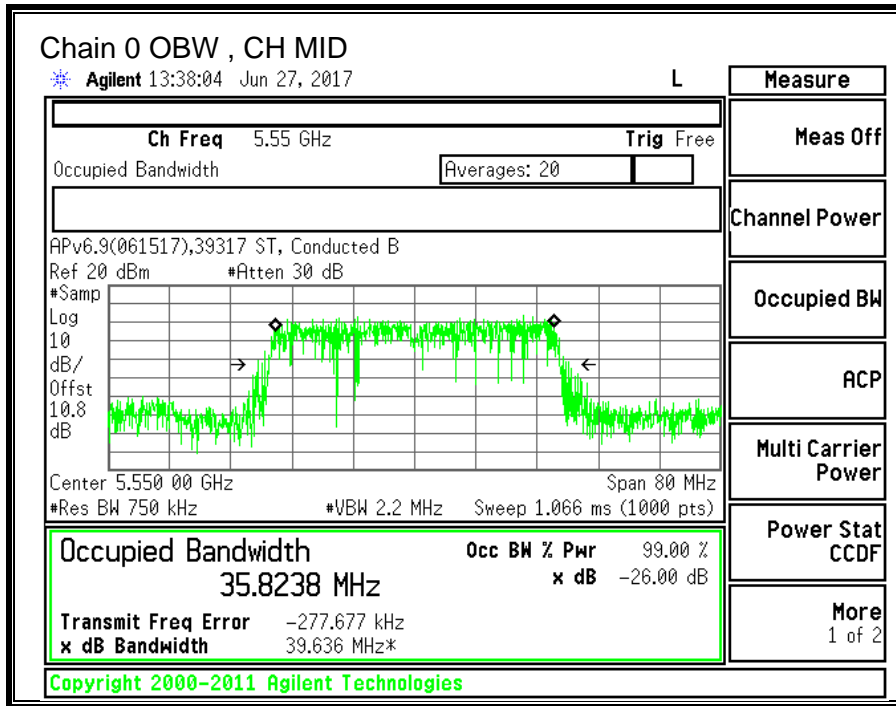 Chain 0 OBW , CH MID
Agilent 13:38:04 Jun 27, 2017 L
Measure
Ch Freq 5.55 GHz Trig Free
Occupied Bandwidth Averages: 20
APv6.9(061517),39317 ST, Conducted B
Ref 20 dBm #Atten 30 dB
#Samp
Log
10
dB/
Offst
10.8
dB
Center 5.550 00 GHz Span 80 MHz
#Res BW 750 kHz #VBW 2.2 MHz Sweep 1.066 ms (1000 pts)
Occupied Bandwidth Occ BW % Pwr 99.00 %
35.8238 MHz x dB -26.00 dB
Transmit Freq Error -277.677 kHz
x dB Bandwidth 39.636 MHz*
Copyright 2000-2011 Agilent Technologies
Meas Off
Channel Power
Occupied BW
ACP
Multi Carrier
Power
Power Stat
CCDF
More
1 of 2